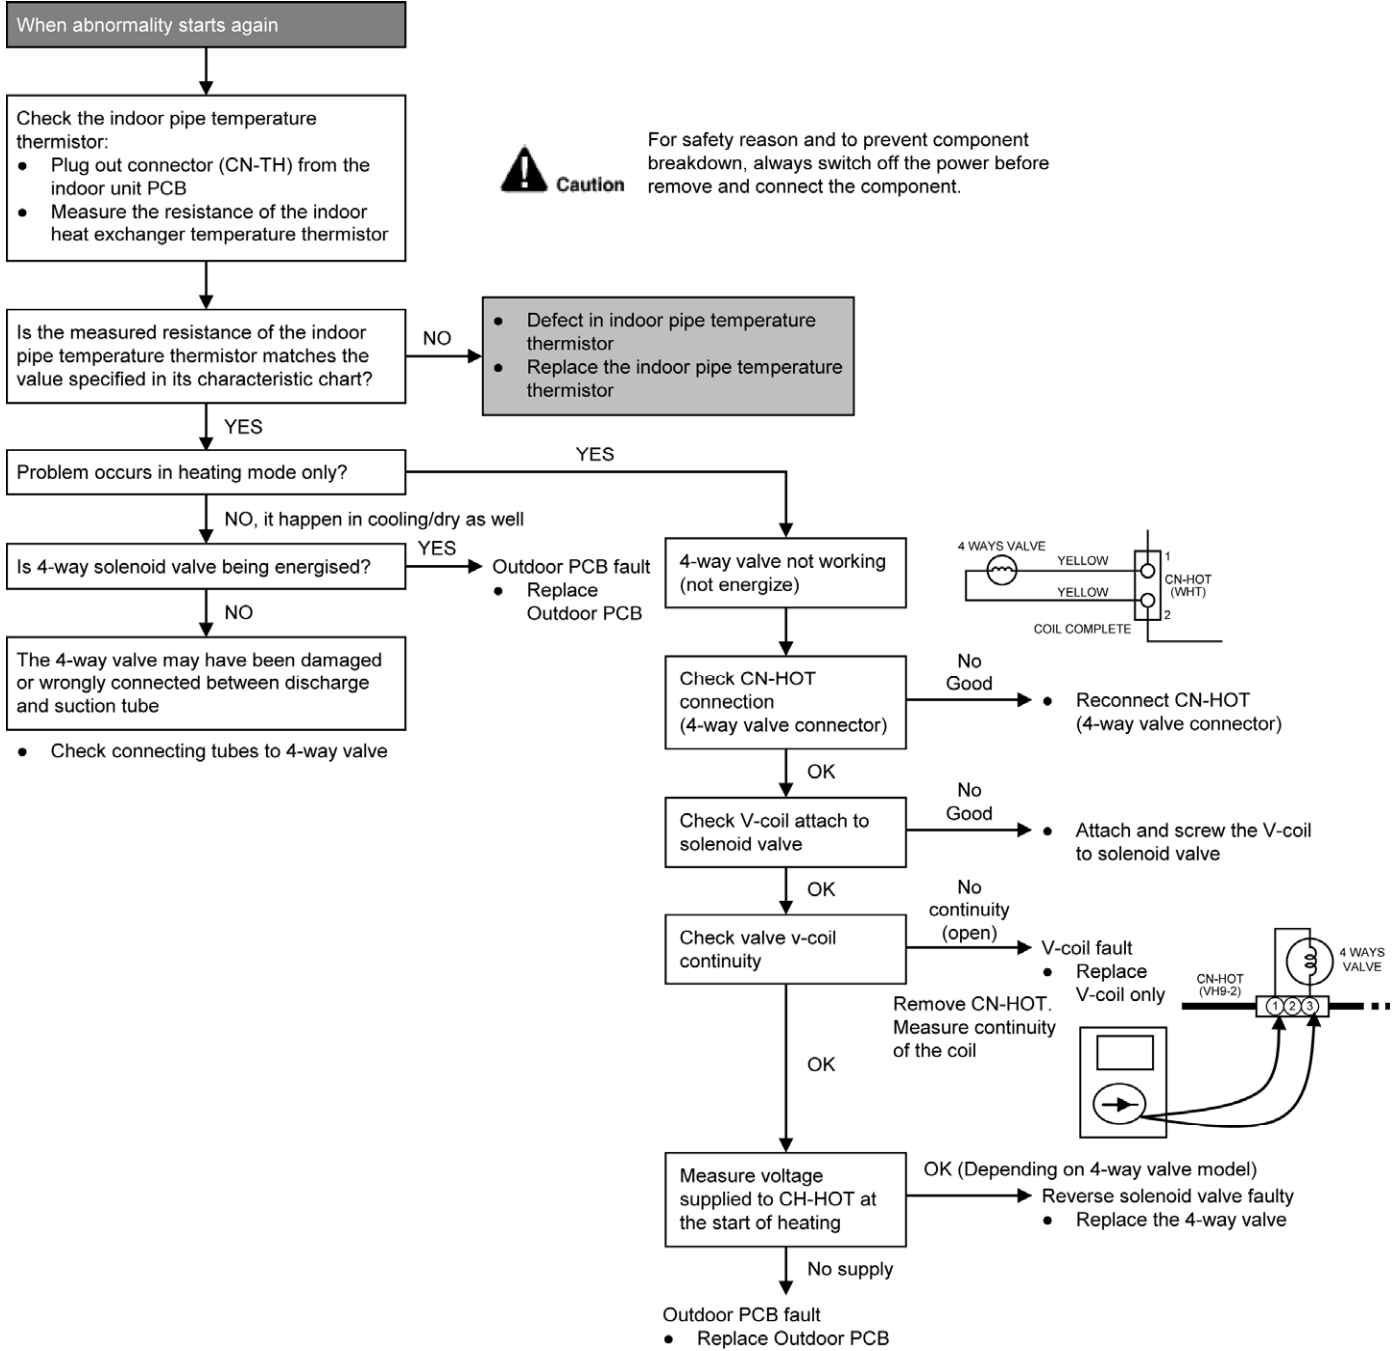 When abnormality starts again
Check the indoor pipe temperature
thermistor:
● Plug out connector (CN-TH) from the
indoor unit PCB
● Measure the resistance of the indoor
heat exchanger temperature thermistor
Caution
For safety reason and to prevent component
breakdown, always switch off the power before
remove and connect the component.
Is the measured resistance of the indoor
pipe temperature thermistor matches the
value specified in its characteristic chart?
NO
● Defect in indoor pipe temperature
thermistor
● Replace the indoor pipe temperature
thermistor
YES
Problem occurs in heating mode only?
YES
NO, it happen in cooling/dry as well
Is 4-way solenoid valve being energised?
YES
Outdoor PCB fault
● Replace
Outdoor PCB
NO
The 4-way valve may have been damaged
or wrongly connected between discharge
and suction tube
● Check connecting tubes to 4-way valve
4-way valve not working
(not energize)
4 WAYS VALVE
YELLOW
YELLOW
1
CN-HOT
(WHT)
2
COIL COMPLETE
Check CN-HOT
connection
(4-way valve connector)
No
Good
● Reconnect CN-HOT
(4-way valve connector)
OK
Check V-coil attach to
solenoid valve
No
Good
● Attach and screw the V-coil
to solenoid valve
OK
Check valve v-coil
continuity
No
continuity
(open)
V-coil fault
● Replace
V-coil only
Remove CN-HOT.
Measure continuity
of the coil
4 WAYS
VALVE
CN-HOT
(VH9-2)
1 2 3
OK
Measure voltage
supplied to CH-HOT at
the start of heating
OK (Depending on 4-way valve model)
Reverse solenoid valve faulty
● Replace the 4-way valve
No supply
Outdoor PCB fault
● Replace Outdoor PCB